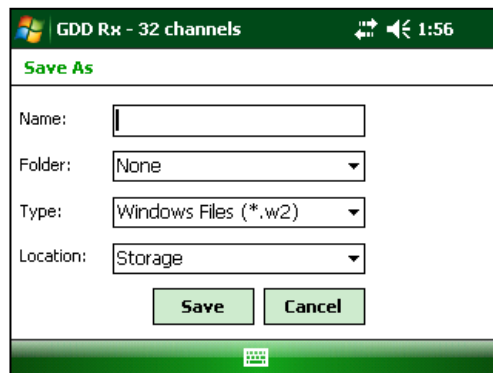 GDD Rx - 32 channels 1:56
Save As
Name:
Folder: None
Type: Windows Files (*.w2)
Location: Storage
Save Cancel